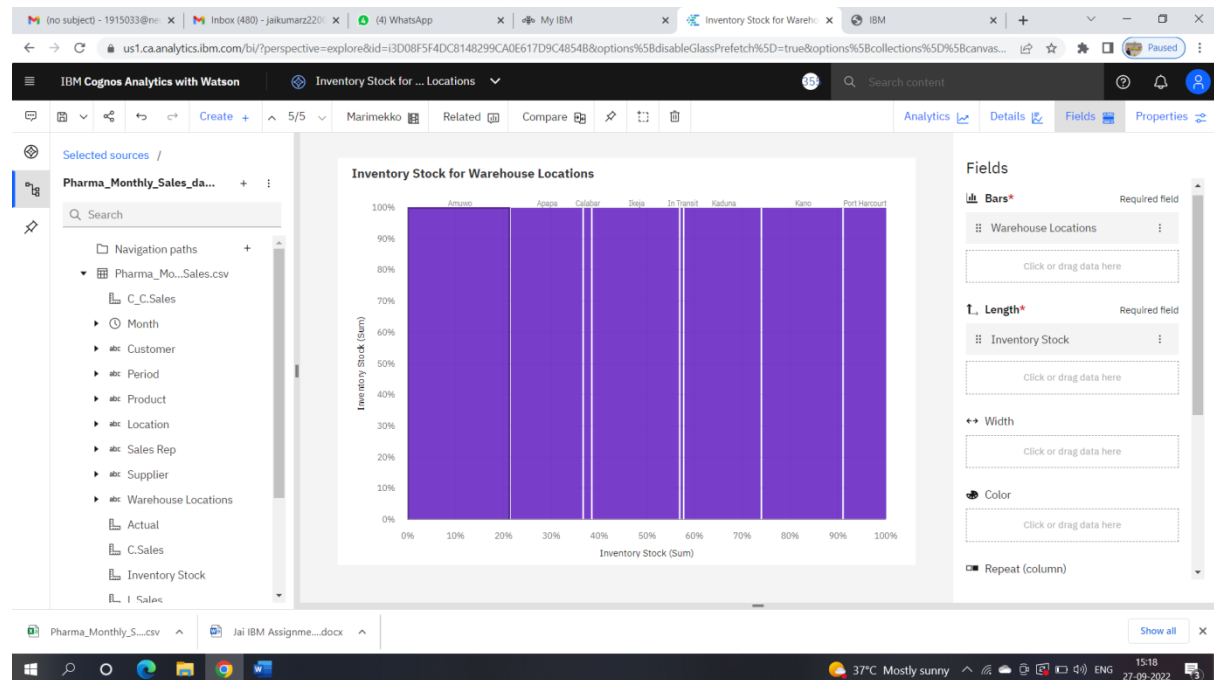 (no subject) - 1915033@ne
Inbox (480) - jaikumarz220
(4) WhatsApp
My IBM
Inventory Stock for Wareho
IBM
us1.ca.analytics.ibm.com/bi/?perspective=explore&id=i3D08F5F4DC8148299CA0E617D9C4854B&options%5BdisableGlassPrefetch%5D=true&options%5Bcollections%5D%5Bcanvas...
Paused
IBM Cognos Analytics with Watson
Inventory Stock for ... Locations
Search content
Create +
5/5
Marimekko
Related
Compare
Analytics
Details
Fields
Properties
Selected sources /
Pharma_Monthly_Sales_da...
Search
Navigation paths
Pharma_Mo...Sales.csv
C_C.Sales
Month
abc Customer
abc Period
abc Product
abc Location
abc Sales Rep
abc Supplier
abc Warehouse Locations
Actual
C.Sales
Inventory Stock
I_Sales
Inventory Stock for Warehouse Locations
Amuwo Apapa Calabar Ikeja In Transit Kaduna Kano Port Harcourt
100%
90%
80%
70%
60%
50%
40%
30%
20%
10%
0%
Inventory Stock (Sum)
0% 10% 20% 30% 40% 50% 60% 70% 80% 90% 100%
Inventory Stock (Sum)
Fields
Bars* Required field
Warehouse Locations
Click or drag data here
Length* Required field
Inventory Stock
Click or drag data here
Width
Click or drag data here
Color
Click or drag data here
Repeat (column)
Pharma_Monthly_S....csv
Jai IBM Assignme....docx
Show all
37°C Mostly sunny
ENG
15:18
27-09-2022